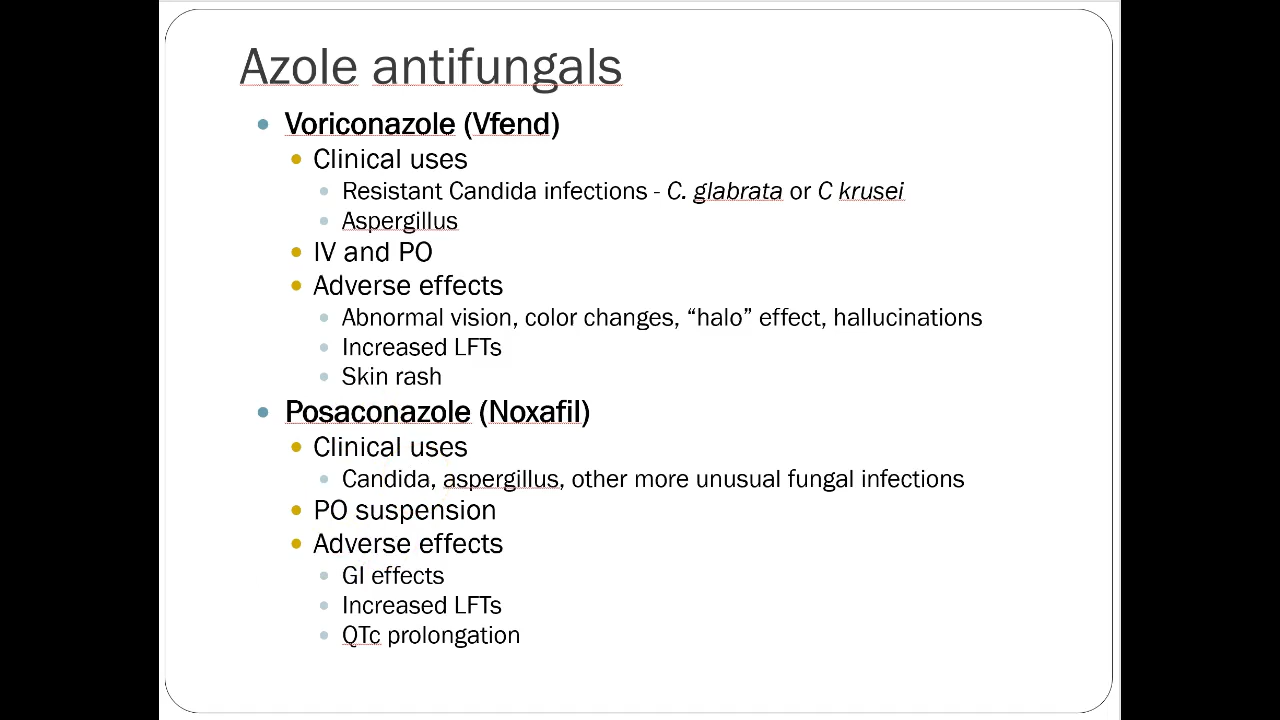 Azole antifungals
Voriconazole (Vfend)
Clinical uses
Resistant Candida infections - C. glabrata or C krusei
Aspergillus
IV and PO
Adverse effects
Abnormal vision, color changes, “halo” effect, hallucinations
Increased LFTs
Skin rash
Posaconazole (Noxafil)
Clinical uses
Candida, aspergillus, other more unusual fungal infections
PO suspension
Adverse effects
GI effects
Increased LFTs
QTc prolongation